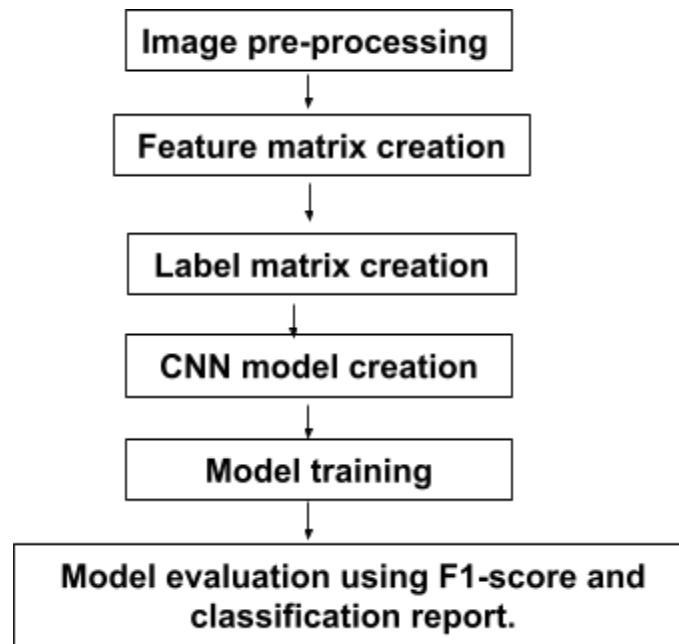 Image pre-processing
Feature matrix creation
Label matrix creation
CNN model creation
Model training
Model evaluation using F1-score and
classification report.